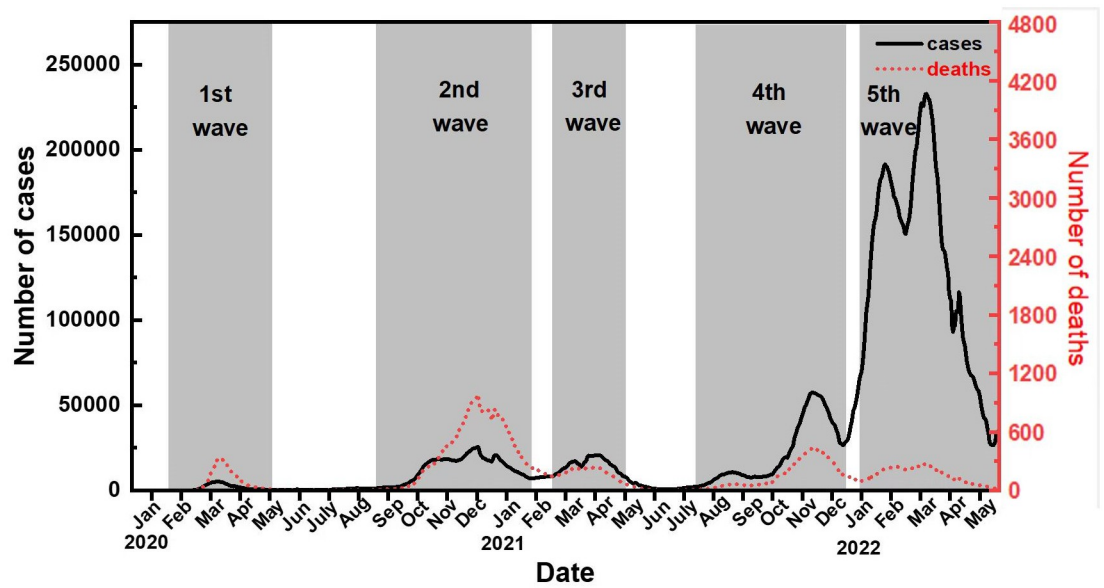 250000
200000
150000
100000
50000
0
Number of cases
1st
wave
2nd
wave
3rd
wave
4th
wave
5th
wave
cases
deaths
4800
4200
3600
3000
2400
1800
1200
600
0
Number of deaths
Jan Feb Mar Apr May Jun July Aug Sep Oct Nov Dec Jan Feb Mar Apr May Jun July Aug Sep Oct Nov Dec Jan Feb Mar Apr May
2020 2021 2022
Date